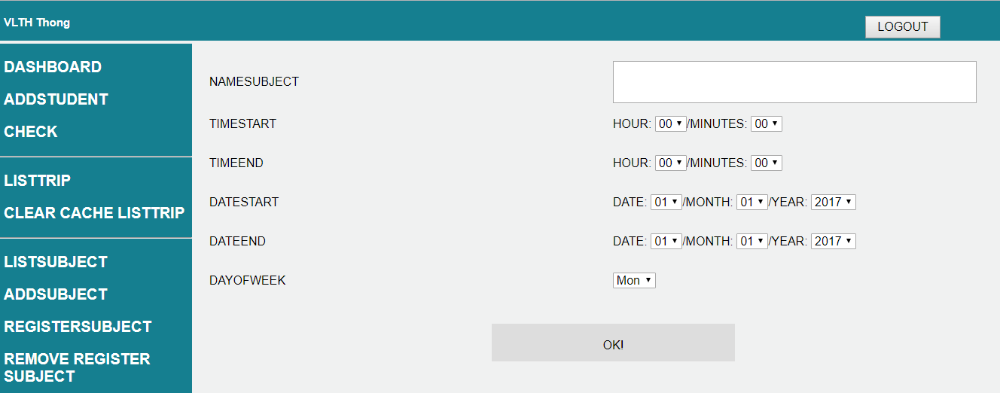 VLTH Thong
LOGOUT
DASHBOARD
ADDSTUDENT
CHECK
LISTTRIP
CLEAR CACHE LISTTRIP
LISTSUBJECT
ADDSUBJECT
REGISTERSUBJECT
REMOVE REGISTER
SUBJECT
NAMESUBJECT
TIMESTART HOUR: 00 /MINUTES: 00
TIMEEND HOUR: 00 /MINUTES: 00
DATESTART DATE: 01 /MONTH: 01 /YEAR: 2017
DATEEND DATE: 01 /MONTH: 01 /YEAR: 2017
DAYOFWEEK Mon
OK!